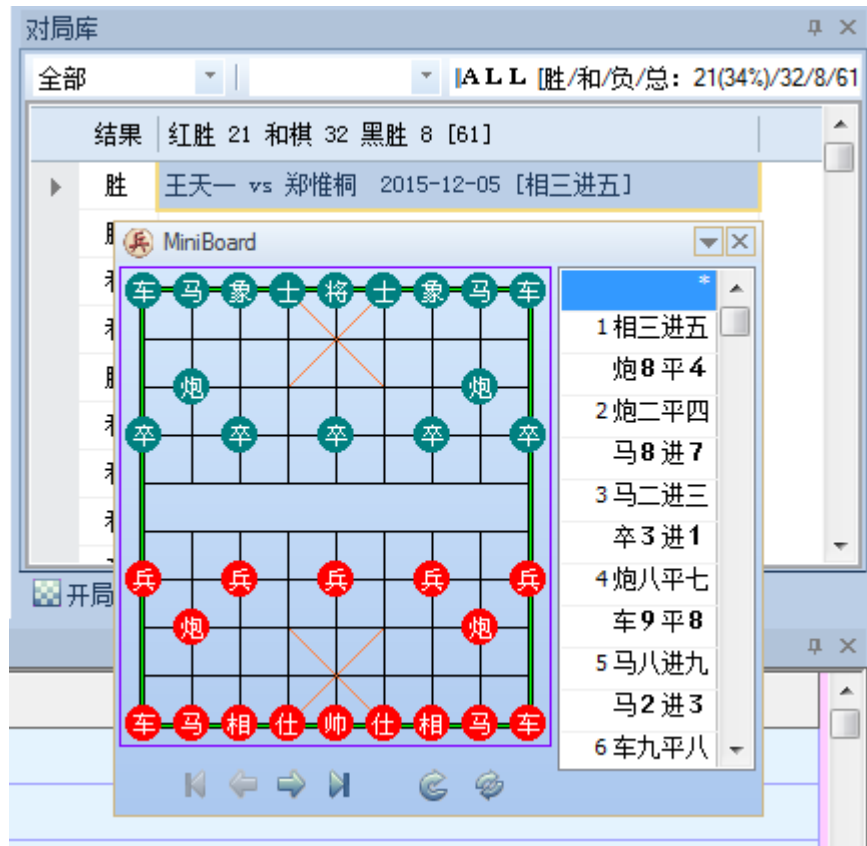 对局库
全部
ALL [胜/和/负/总：21(34%)/32/8/61
结果 红胜 21 和棋 32 黑胜 8 [61]
胜 王天一 vs 郑惟桐 2015-12-05 [相三进五]
MiniBoard
车马象士将士象马车
炮 炮
卒 卒 卒 卒 卒
兵 兵 兵 兵 兵
炮 炮
车马相仕帅仕相马车
*
1相三进五
炮8平4
2炮二平四
马8进7
3马二进三
卒3进1
4炮八平七
车9平8
5马八进九
马2进3
6车九平八
开局